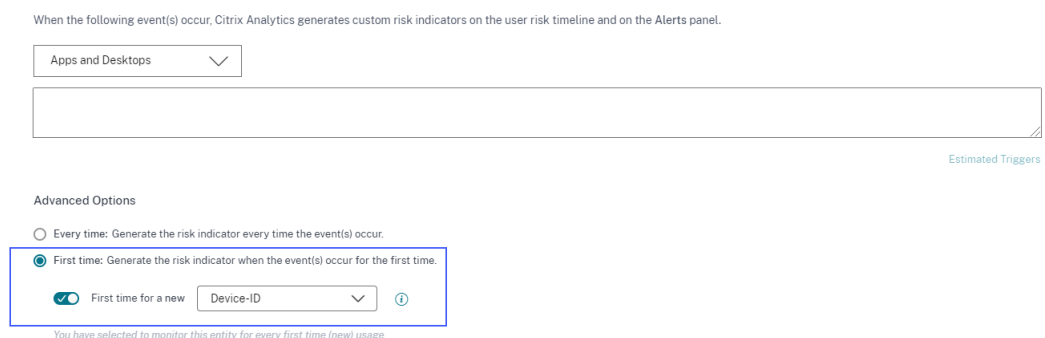 When the following event(s) occur, Citrix Analytics generates custom risk indicators on the user risk timeline and on the Alerts panel.
Apps and Desktops
Estimated Triggers
Advanced Options
Every time: Generate the risk indicator every time the event(s) occur.
First time: Generate the risk indicator when the event(s) occur for the first time.
First time for a new Device-ID
You have selected to monitor this entity for every first time (new) usage.